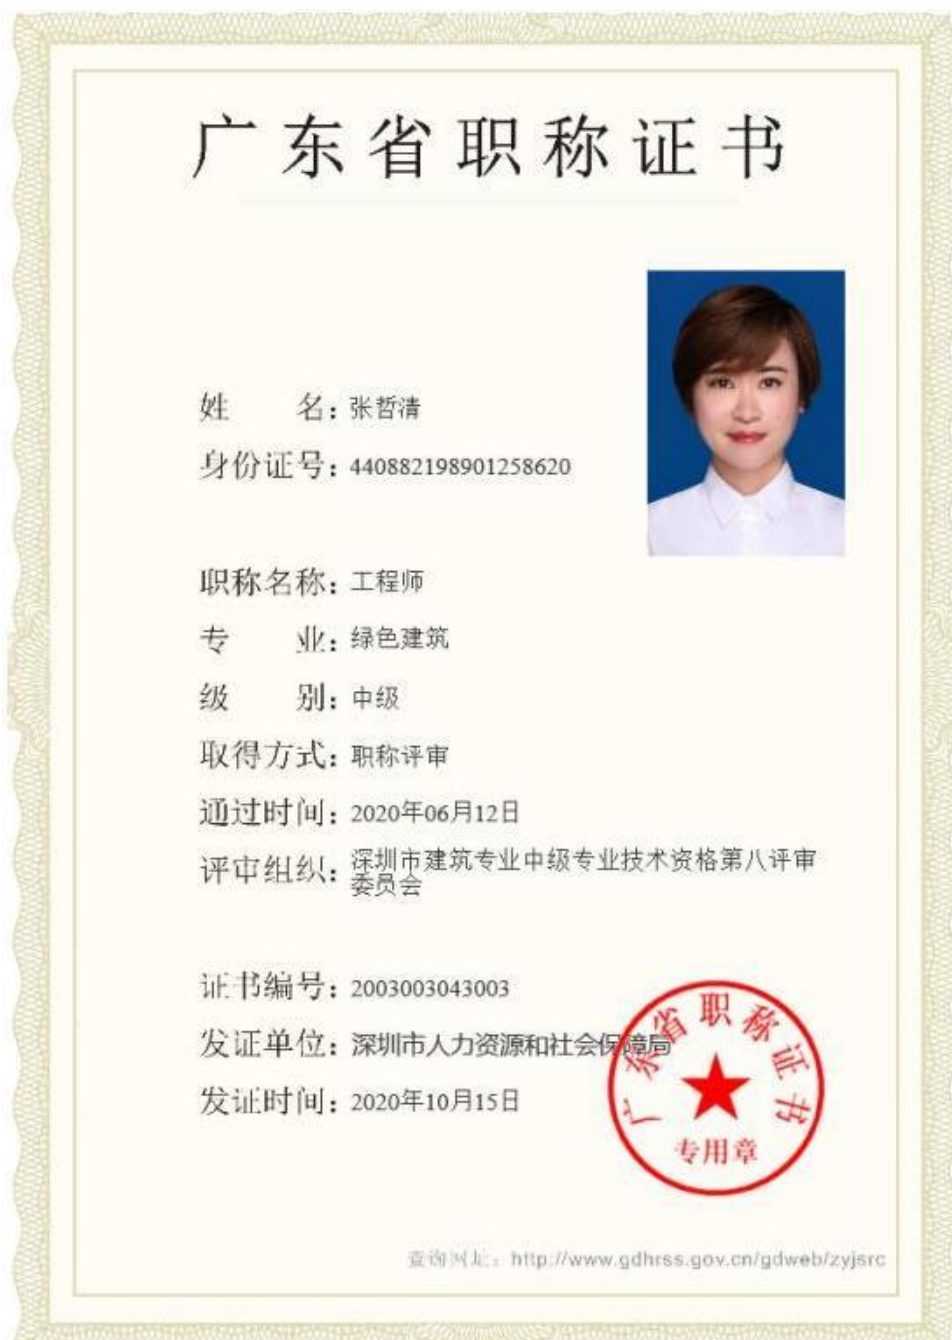 广东省职称证书
姓名：张哲清
身份证号：440882198901258620
职称名称：工程师
专业：绿色建筑
级别：中级
取得方式：职称评审
通过时间：2020年06月12日
评审组织：深圳市建筑专业中级专业技术资格第八评审
委员会
证书编号：2003003043003
发证单位：深圳市人力资源和社会保障局
发证时间：2020年10月15日
广东省职称证书
专用章
查询网址：http://www.gdhrss.gov.cn/gdweb/zyjsrc